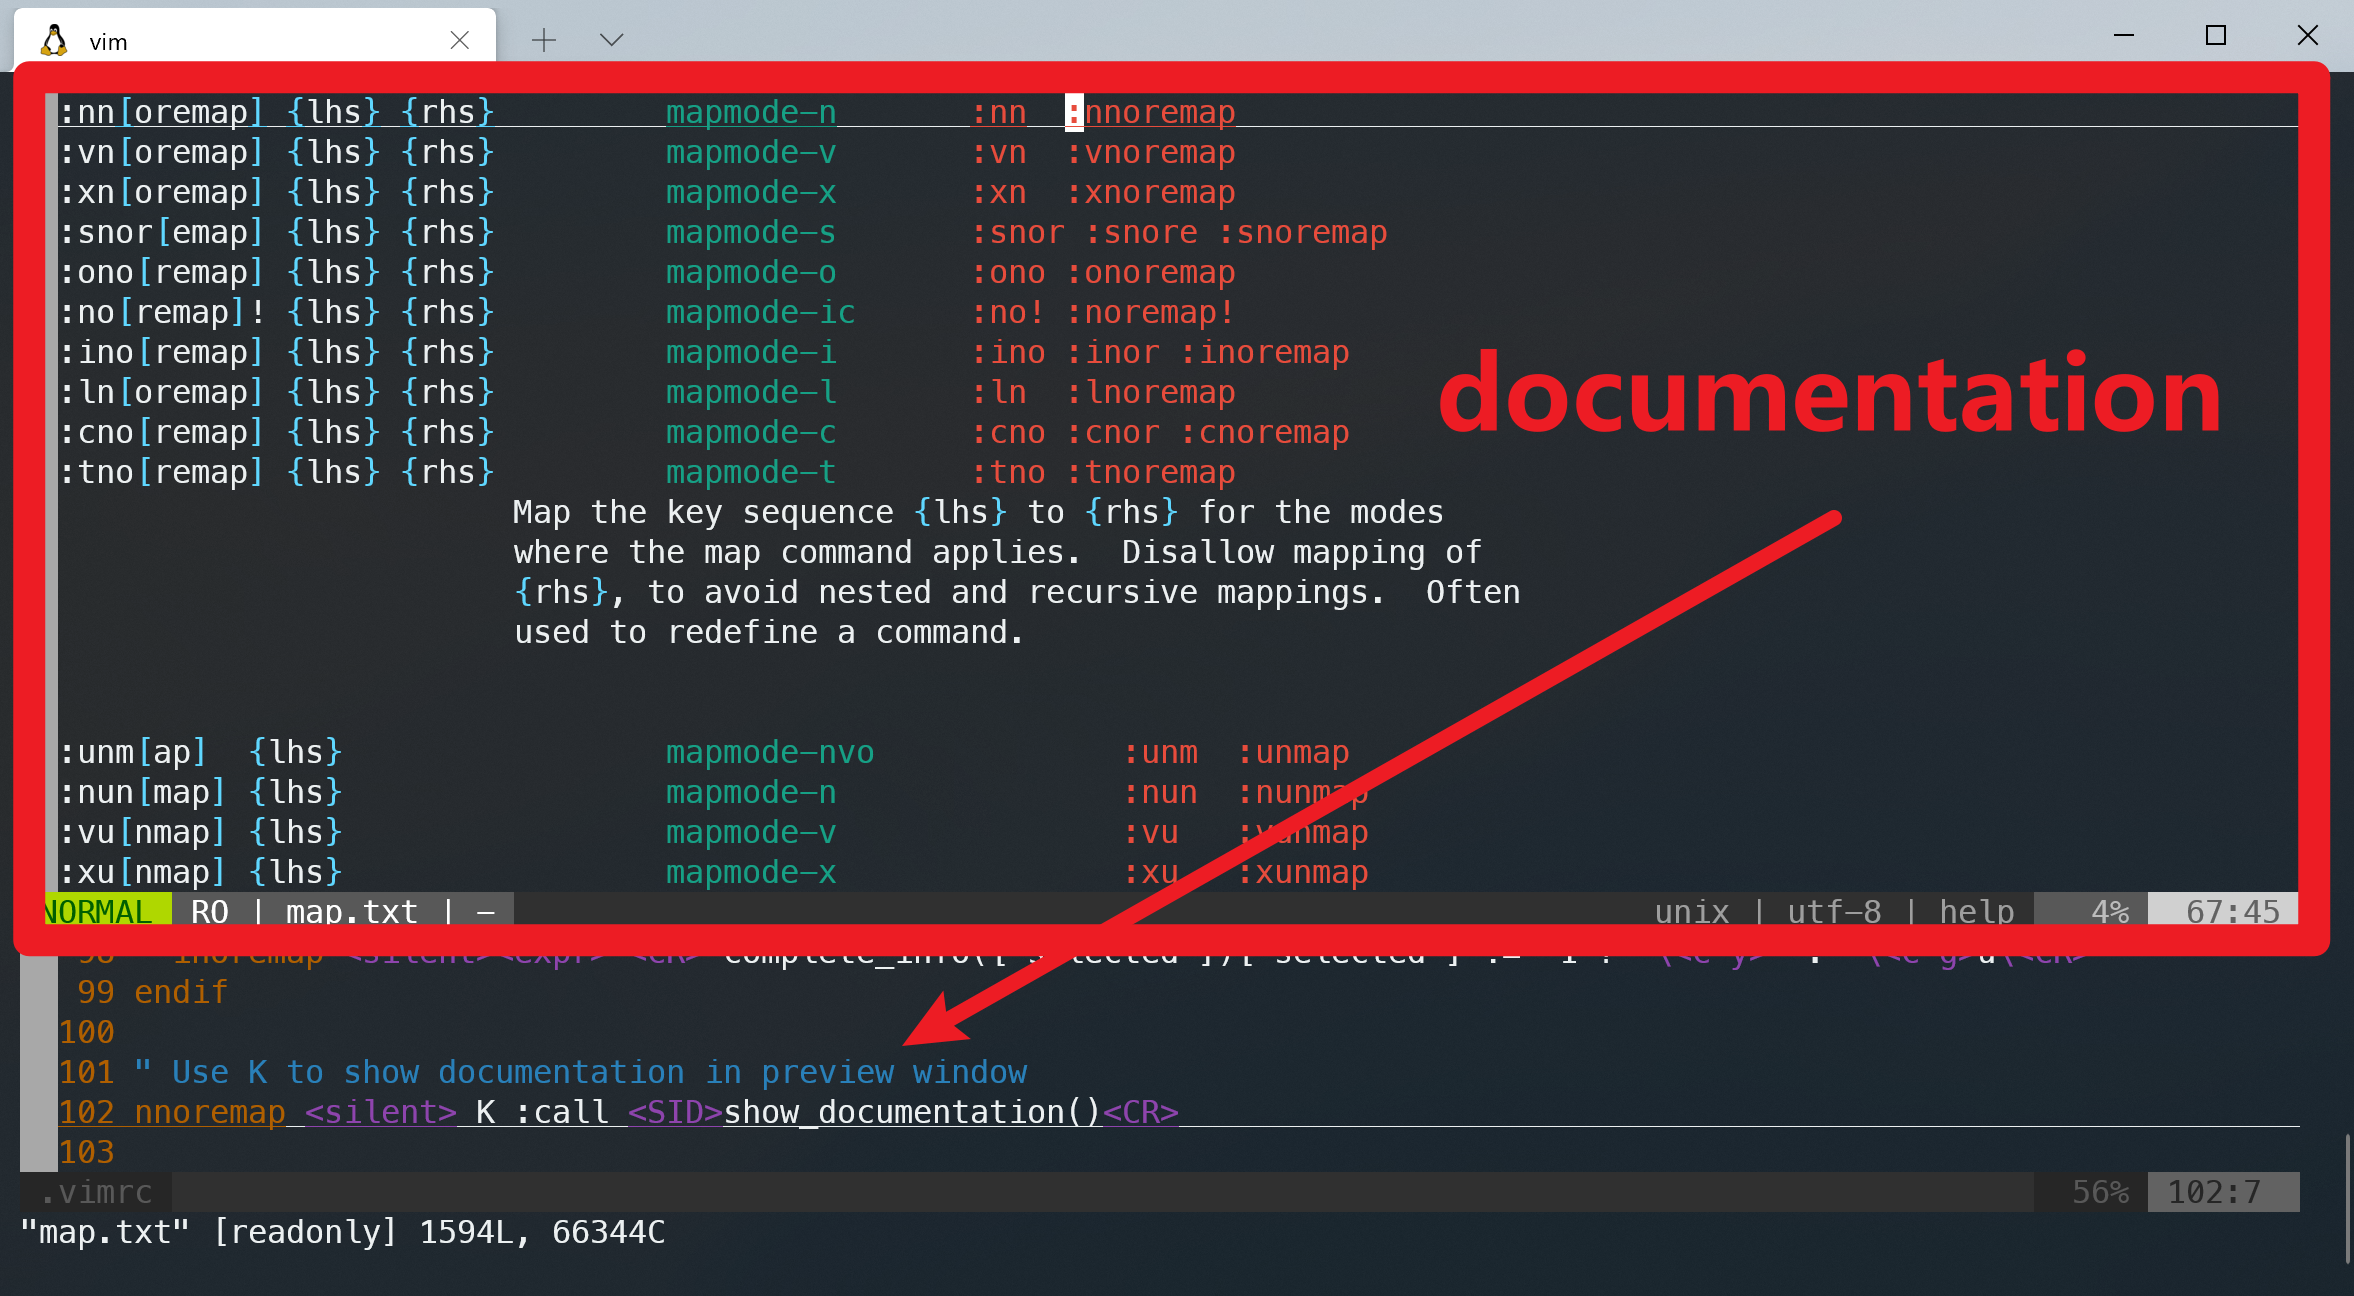 vim
:nn[oremap] {lhs} {rhs} mapmode-n :nn :nnoremap
:vn[oremap] {lhs} {rhs} mapmode-v :vn :vnoremap
:xn[oremap] {lhs} {rhs} mapmode-x :xn :xnoremap
:snor[emap] {lhs} {rhs} mapmode-s :snor :snore :snoremap
:ono[remap] {lhs} {rhs} mapmode-o :ono :onoremap
:no[remap]! {lhs} {rhs} mapmode-ic :no! :noremap!
:ino[remap] {lhs} {rhs} mapmode-i :ino :inor :inoremap
:ln[oremap] {lhs} {rhs} mapmode-l :ln :lnoremap
:cno[remap] {lhs} {rhs} mapmode-c :cno :cnor :cnoremap
:tno[remap] {lhs} {rhs} mapmode-t :tno :tnoremap
documentation
Map the key sequence {lhs} to {rhs} for the modes
where the map command applies.  Disallow mapping of
{rhs}, to avoid nested and recursive mappings.  Often
used to redefine a command.
:unm[ap] {lhs} mapmode-nvo :unm :unmap
:nun[map] {lhs} mapmode-n :nun :nunmap
:vu[nmap] {lhs} mapmode-v :vu :vunmap
:xu[nmap] {lhs} mapmode-x :xu :xunmap
NORMAL RO | map.txt | - unix | utf-8 | help 4% 67:45
98 inoremap <silent><expr> <cR> complete_info(
99 endif
100
101 " Use K to show documentation in preview window
102 nnoremap <silent> K :call <SID>show_documentation()<CR>
103
.vimrc 56% 102:7
"map.txt" [readonly] 1594L, 66344C